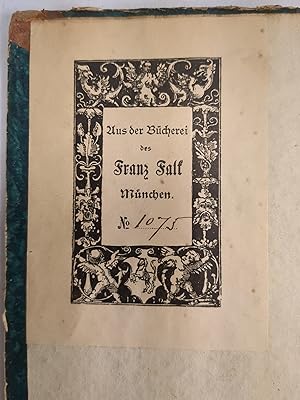 Aus der Bücherei
des
Franz Falk
München.
No 1075